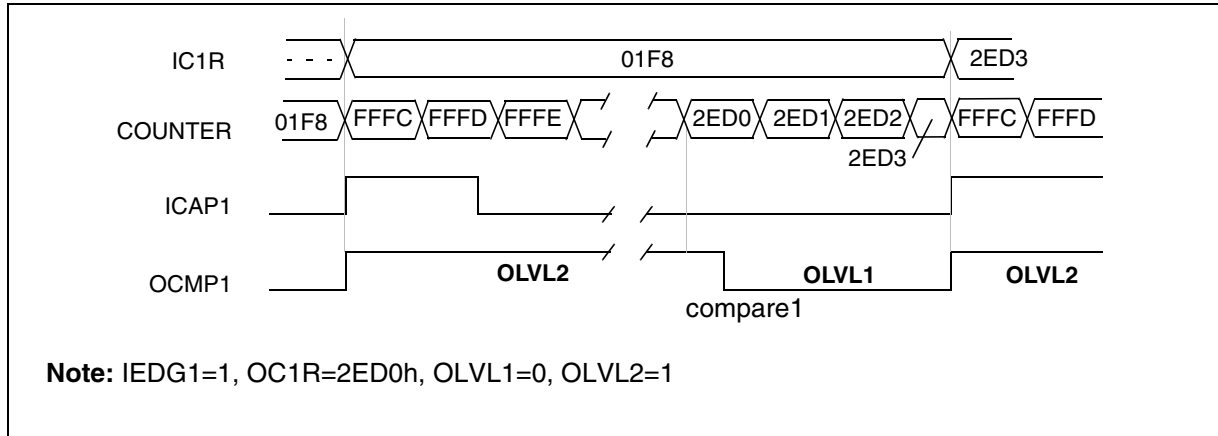 IC1R - - - 01F8 2ED3
COUNTER 01F8 FFFC FFFD FFFE 2ED0 2ED1 2ED2 FFFC FFFD
2ED3
ICAP1
OCMP1 OLVL2 OLVL1 OLVL2
compare1
Note: IEDG1=1, OC1R=2ED0h, OLVL1=0, OLVL2=1